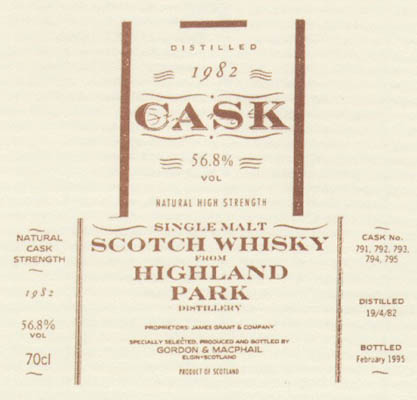 DISTILLED
1982
CASK
56.8%
VOL
NATURAL HIGH STRENGTH
SINGLE MALT
SCOTCH WHISKY
FROM
HIGHLAND
PARK
DISTILLERY
PROPRIETORS: JAMES GRANT & COMPANY
SPECIALLY SELECTED, PRODUCED AND BOTTLED BY
GORDON & MACPHAIL
ELGIN-SCOTLAND
PRODUCT OF SCOTLAND
NATURAL
CASK
STRENGTH
1982
56.8%
VOL
70cl
CASK No.
791, 792, 793,
794, 795
DISTILLED
19/4/82
BOTTLED
February 1995